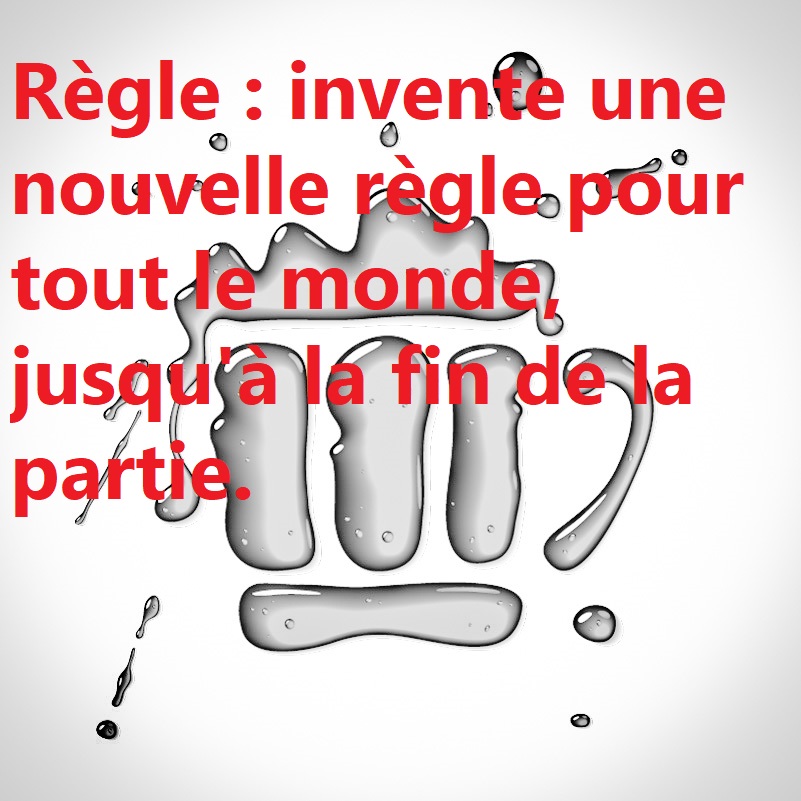 Règle : invente une
nouvelle règle pour
tout le monde,
jusqu'à la fin de la
partie.